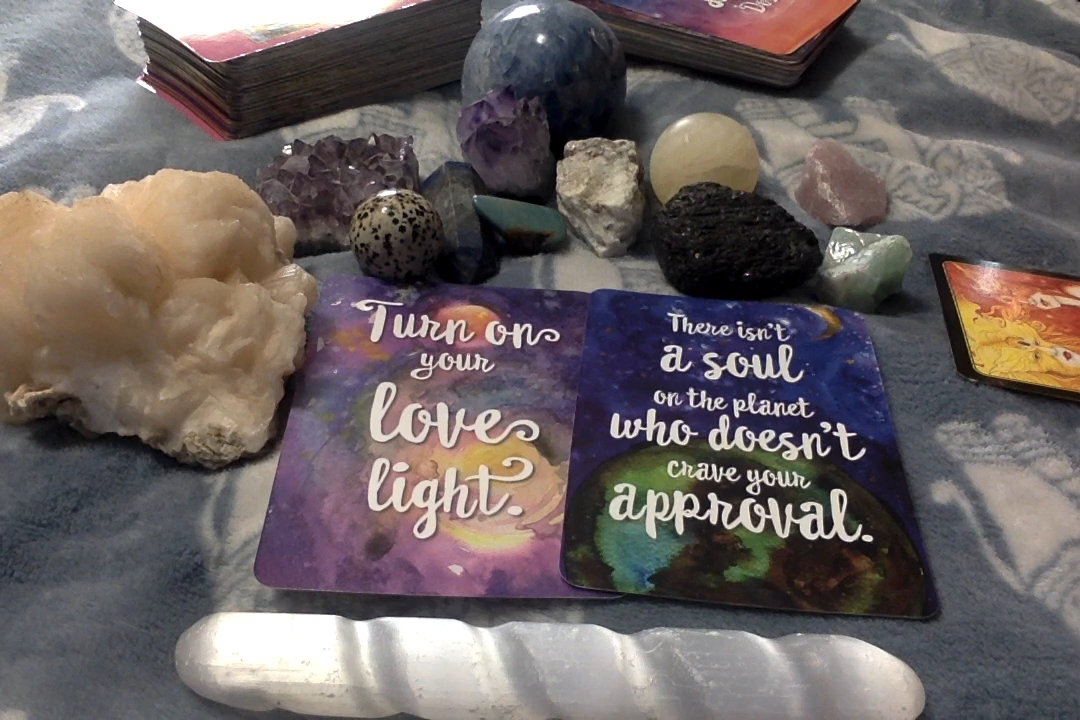 Turn on
your
love
light.
There isn't
a soul
on the planet
who doesn't
crave your
approval.